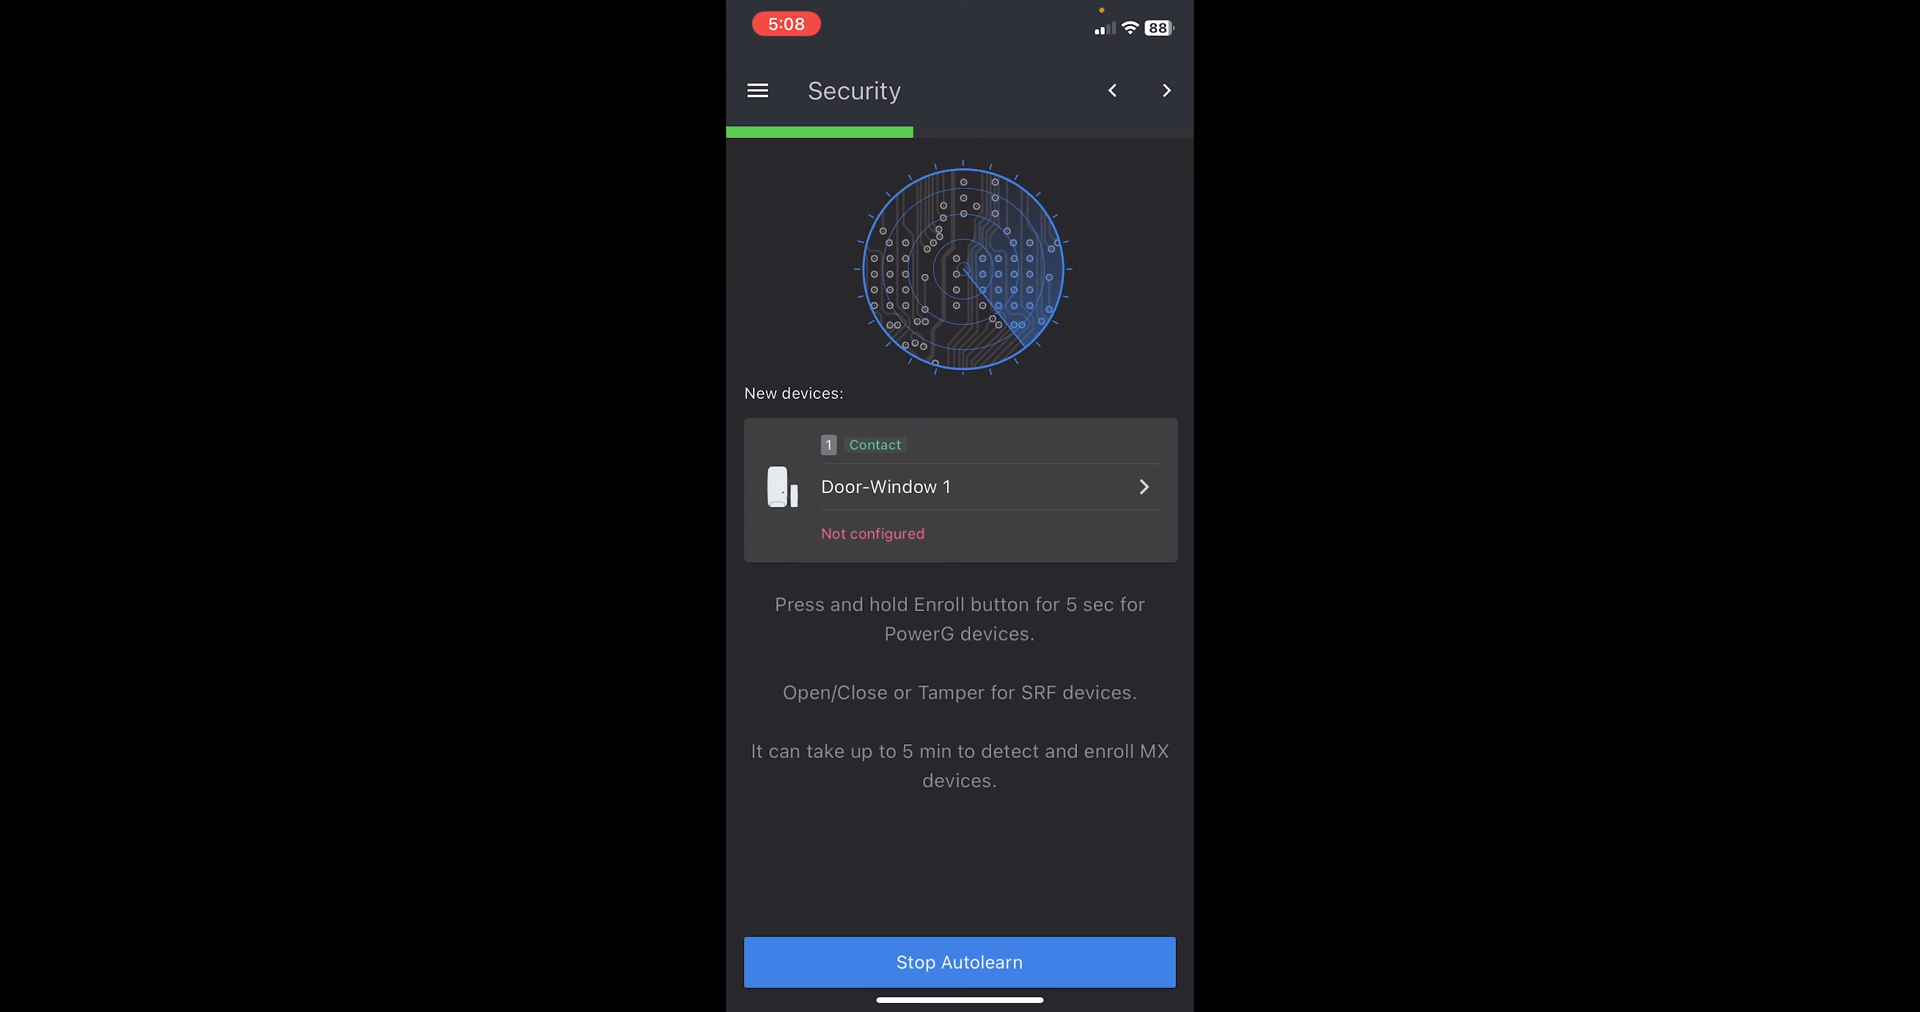 5:08
88
Security
New devices:
1 Contact
Door-Window 1
Not configured
Press and hold Enroll button for 5 sec for
PowerG devices.
Open/Close or Tamper for SRF devices.
It can take up to 5 min to detect and enroll MX
devices.
Stop Autolearn